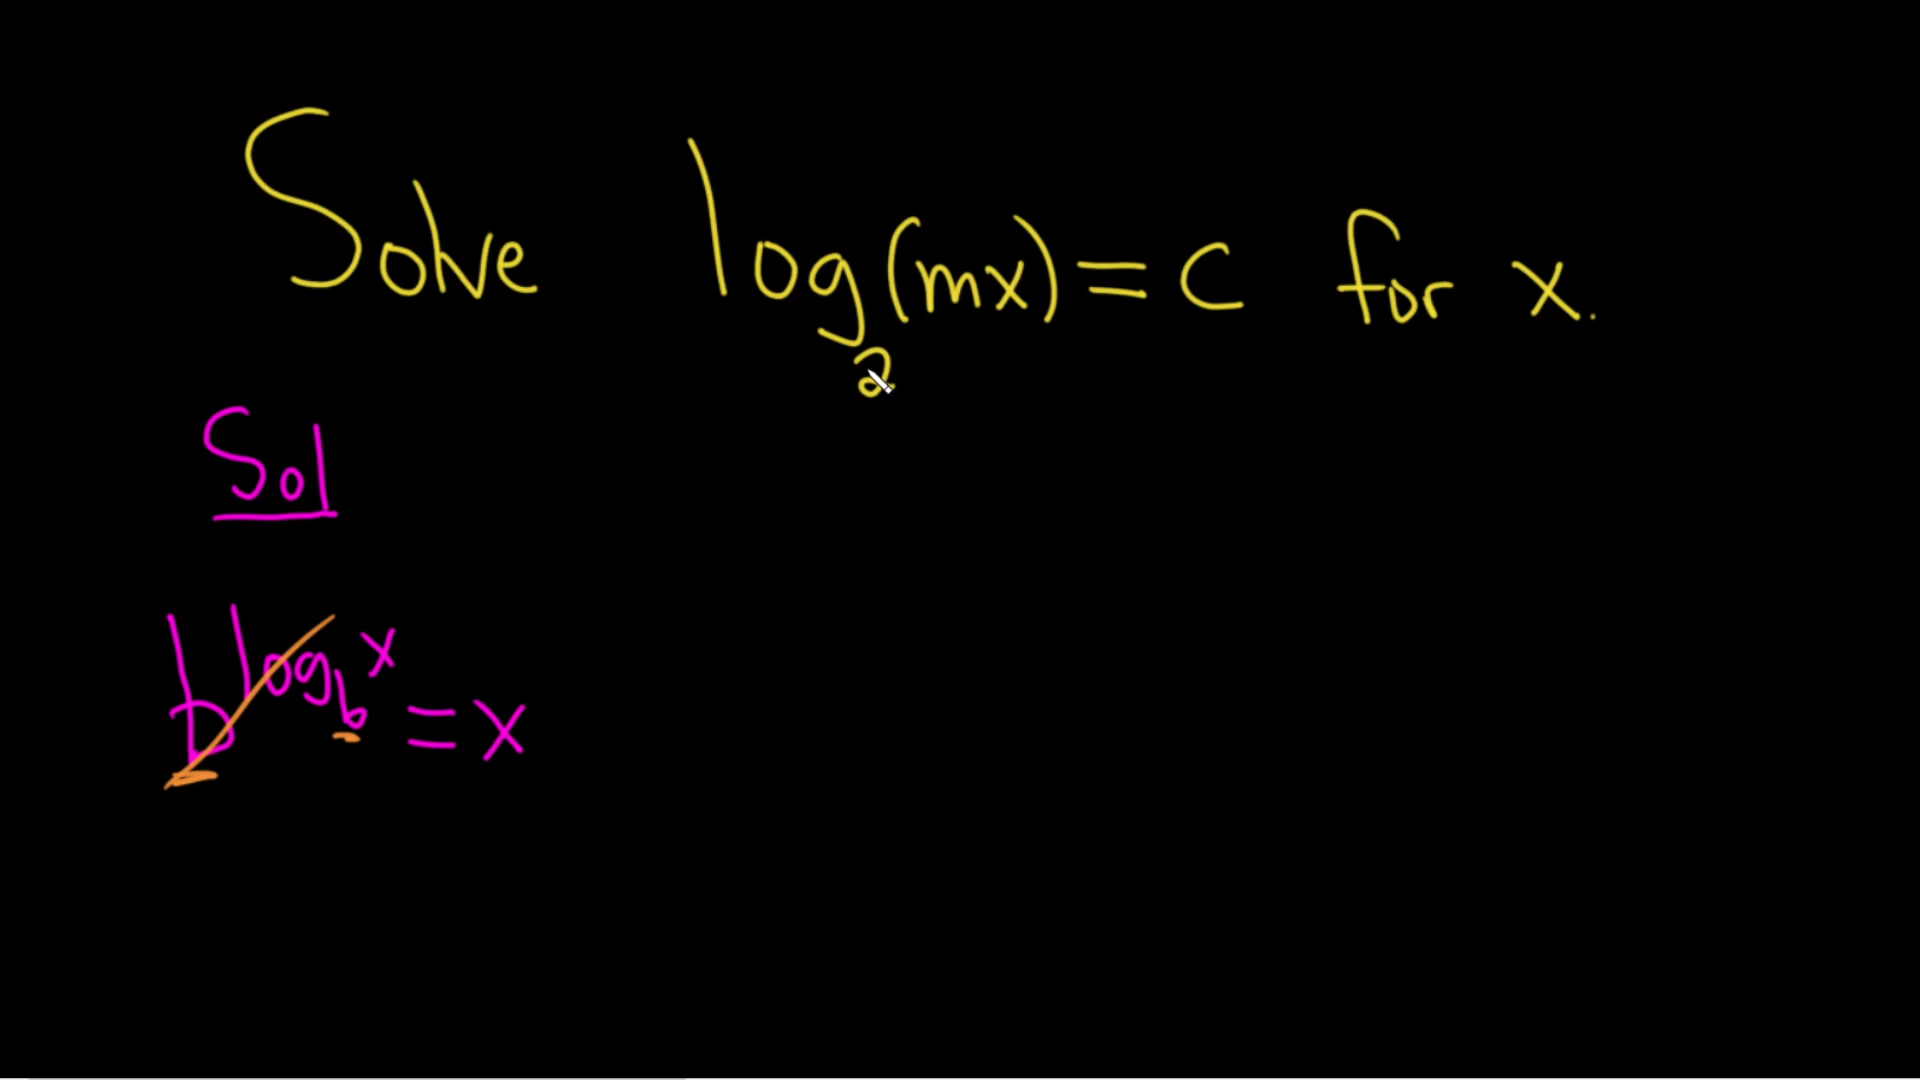 Solve log₂(mx) = c for x.
Sol
b^log_b x = x